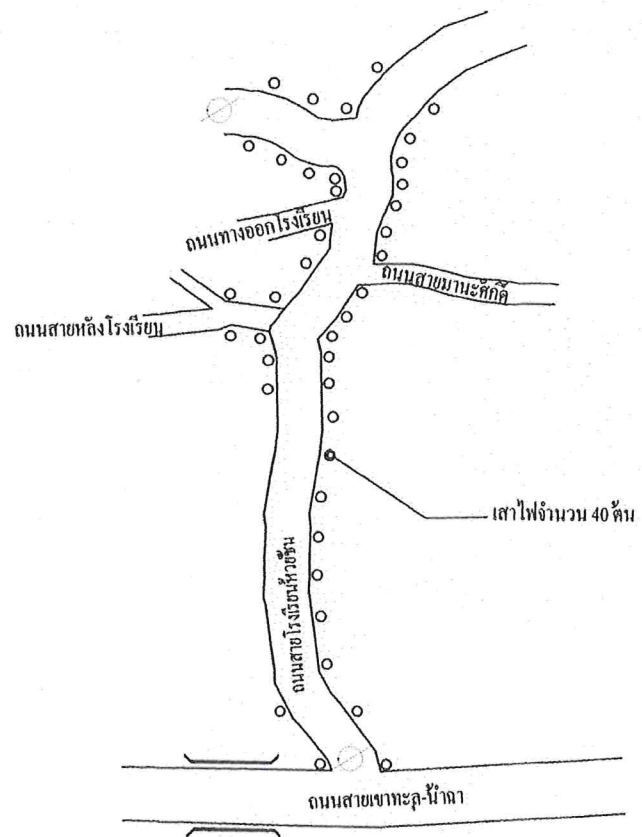 ถนนทางออกโรงเรียน
ถนนสายมานะศักดิ์
ถนนสายหลังโรงเรียน
เสาไฟจำนวน 40 ต้น
ถนนสายโรงเรียนห้วยชัน
ถนนสายเขาทะลุ-น้ำฉา